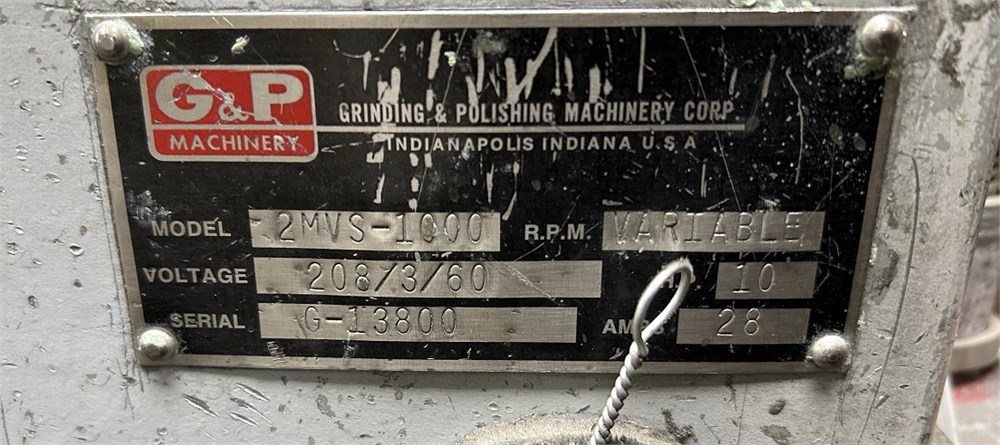 G&P
MACHINERY
GRINDING & POLISHING MACHINERY CORP.
INDIANAPOLIS INDIANA U.S.A
MODEL 2MVS-1000 R.P.M. VARIABLE
VOLTAGE 208/3/60 10
SERIAL G-13800 AMPS 28